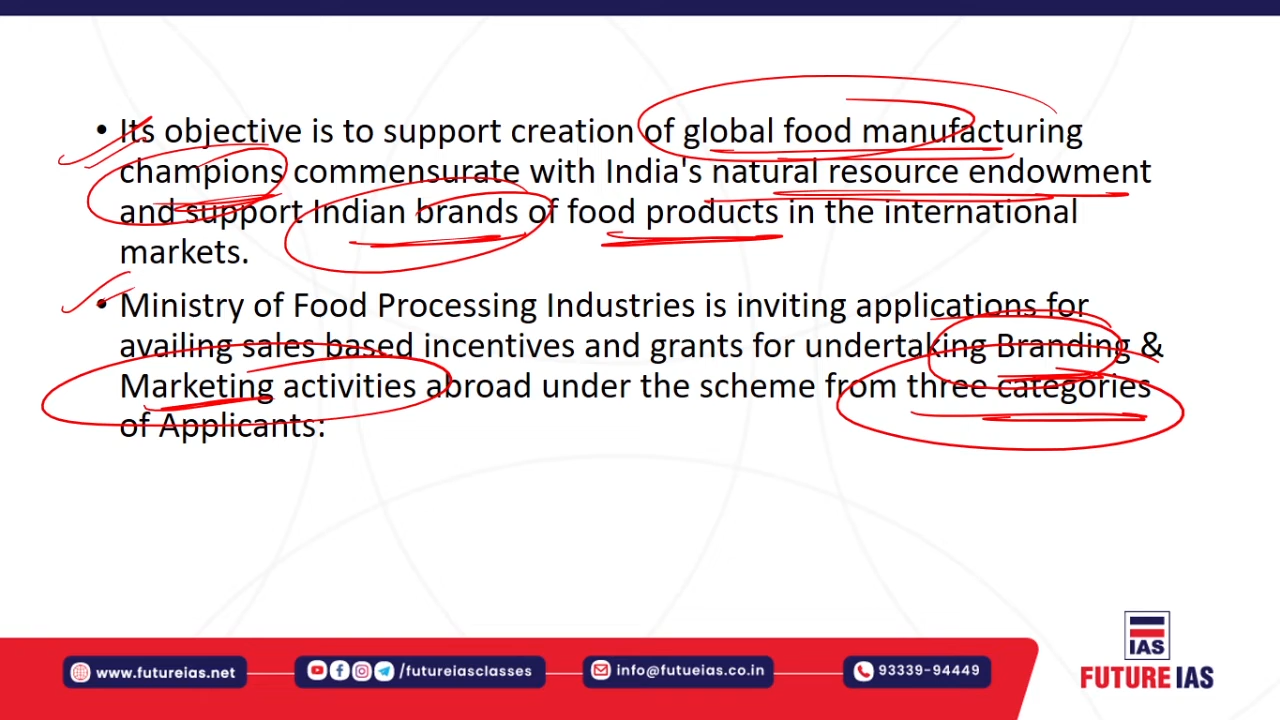 • Its objective is to support creation of global food manufacturing
champions commensurate with India's natural resource endowment
and support Indian brands of food products in the international
markets.
• Ministry of Food Processing Industries is inviting applications for
availing sales based incentives and grants for undertaking Branding &
Marketing activities abroad under the scheme from three categories
of Applicants:
IAS
www.futureias.net
/futureiasclasses
info@futueias.co.in
93339-94449
FUTURE IAS